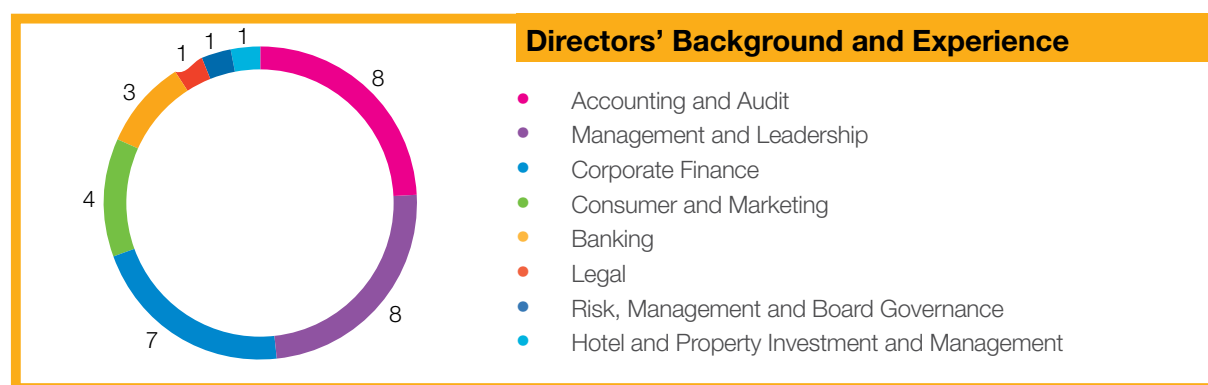 Directors’ Background and Experience
1
1
1
8
3
4
7
8
Accounting and Audit
Management and Leadership
Corporate Finance
Consumer and Marketing
Banking
Legal
Risk, Management and Board Governance
Hotel and Property Investment and Management